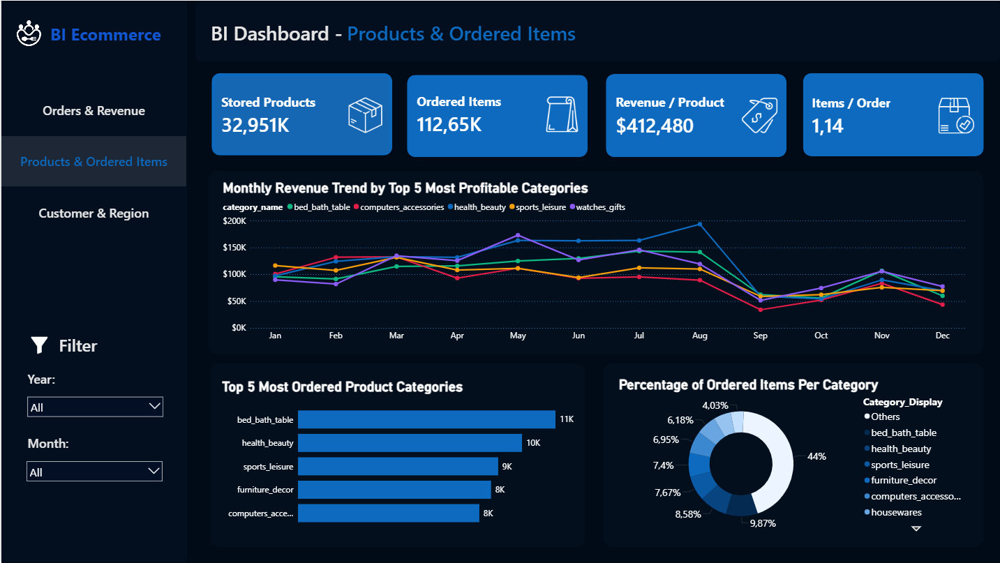 BI Ecommerce
Orders & Revenue
Products & Ordered Items
Customer & Region
Filter
Year:
All
Month:
All
BI Dashboard - Products & Ordered Items
Stored Products
32,951K
Ordered Items
112,65K
Revenue / Product
$412,480
Items / Order
1,14
Monthly Revenue Trend by Top 5 Most Profitable Categories
category_name bed_bath_table computers_accessories health_beauty sports_leisure watches_gifts
$200K
$150K
$100K
$50K
$0K
Jan Feb Mar Apr May Jun Jul Aug Sep Oct Nov Dec
Top 5 Most Ordered Product Categories
bed_bath_table 11K
health_beauty 10K
sports_leisure 9K
furniture_decor 8K
computers_acce... 8K
Percentage of Ordered Items Per Category
4,03%
6,18%
6,95%
7,4%
7,67%
8,58%
9,87%
44%
Category_Display
Others
bed_bath_table
health_beauty
sports_leisure
furniture_decor
computers_accesso...
housewares